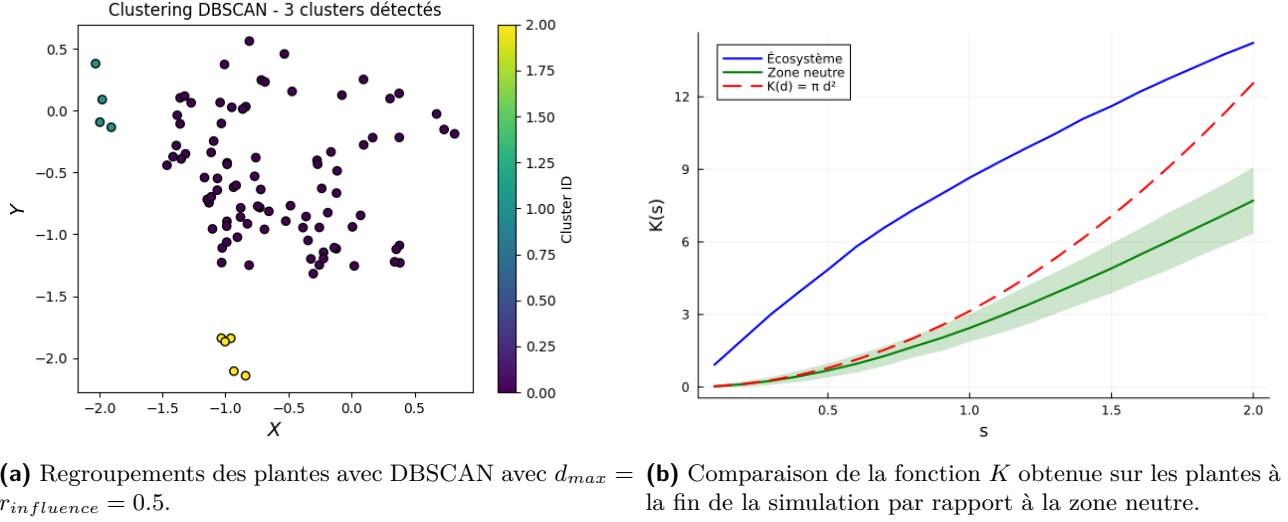 Clustering DBSCAN - 3 clusters détectés
0.5
0.0
−0.5
−1.0
−1.5
−2.0
Y
−2.0 −1.5 −1.0 −0.5 0.0 0.5
X
2.00
1.75
1.50
1.25
1.00
0.75
0.50
0.25
0.00
Cluster ID
Écosystème
Zone neutre
K(d) = π d²
12
9
6
3
0
K(s)
0.5 1.0 1.5 2.0
s
(a) Regroupements des plantes avec DBSCAN avec d_max =
r_influence = 0.5.
(b) Comparaison de la fonction K obtenue sur les plantes à
la fin de la simulation par rapport à la zone neutre.